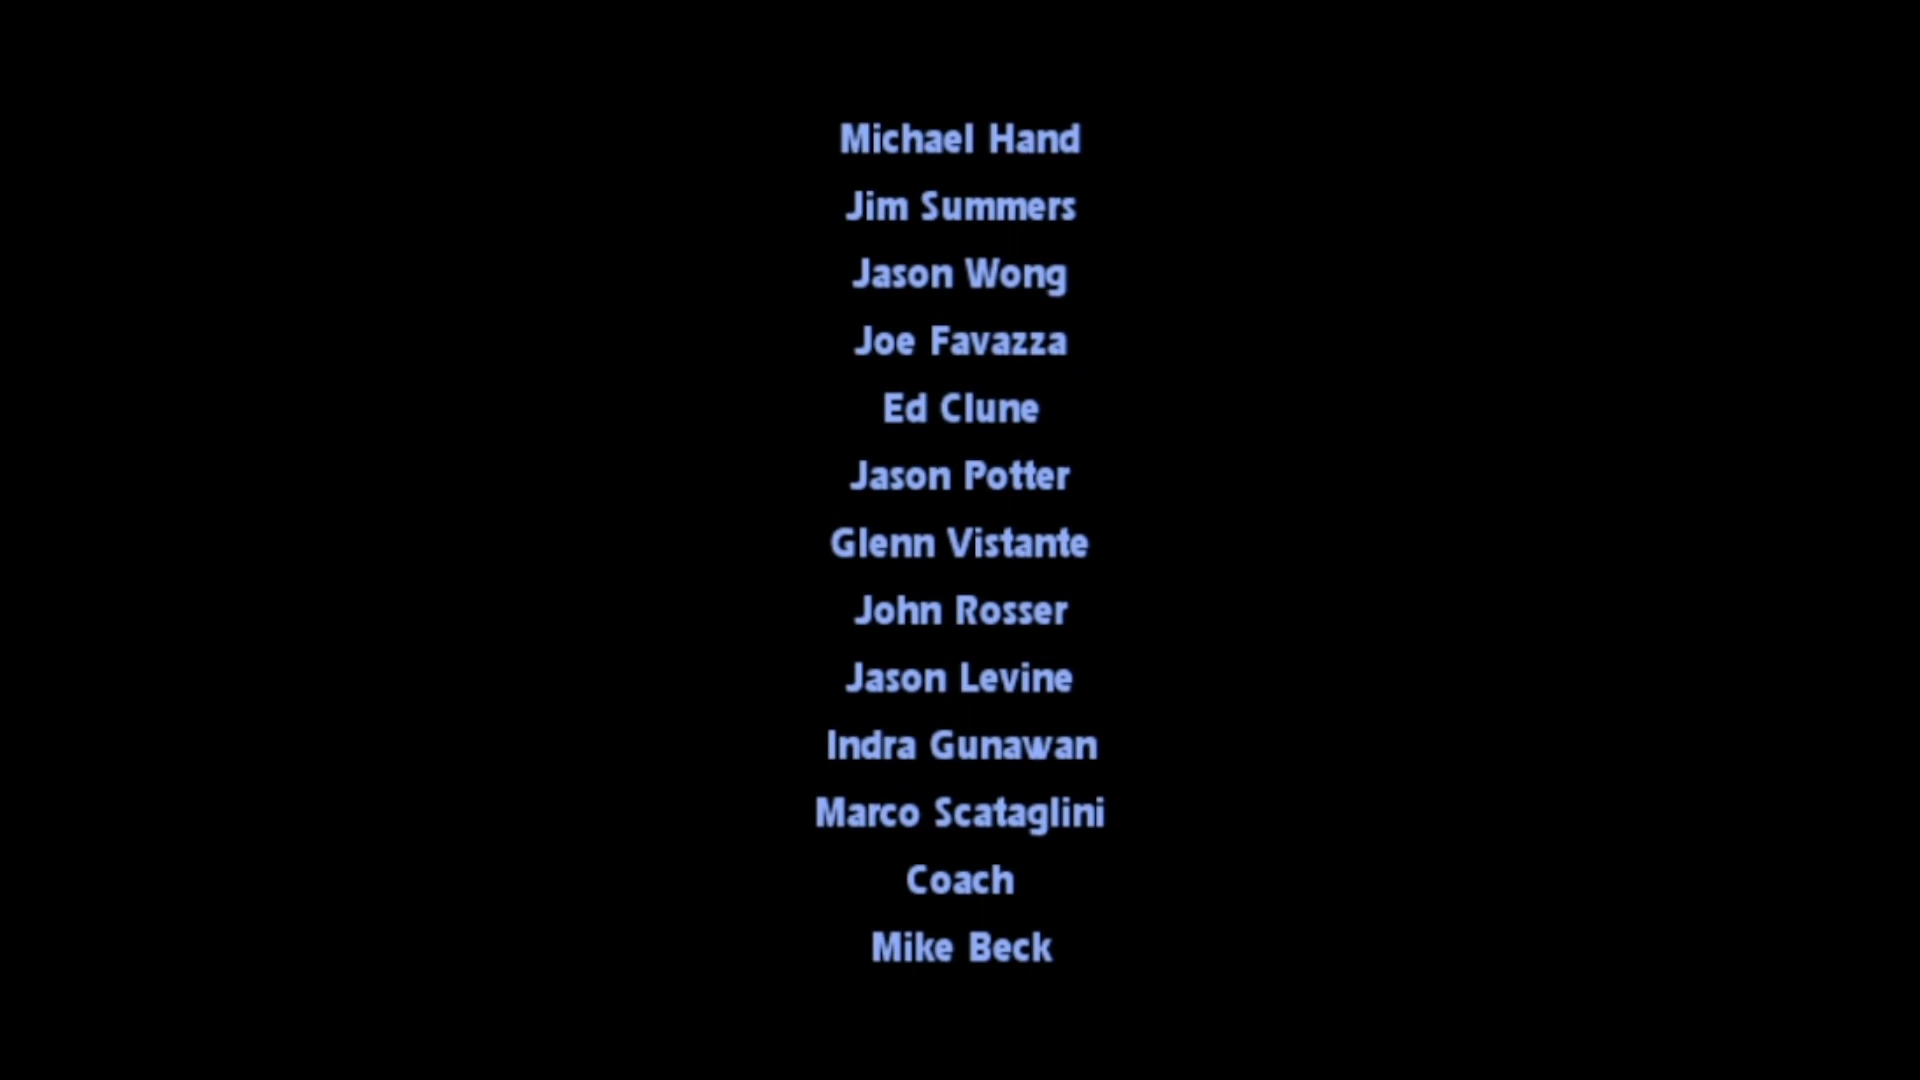 Michael Hand
Jim Summers
Jason Wong
Joe Favazza
Ed Clune
Jason Potter
Glenn Vistante
John Rosser
Jason Levine
Indra Gunawan
Marco Scataglini
Coach
Mike Beck